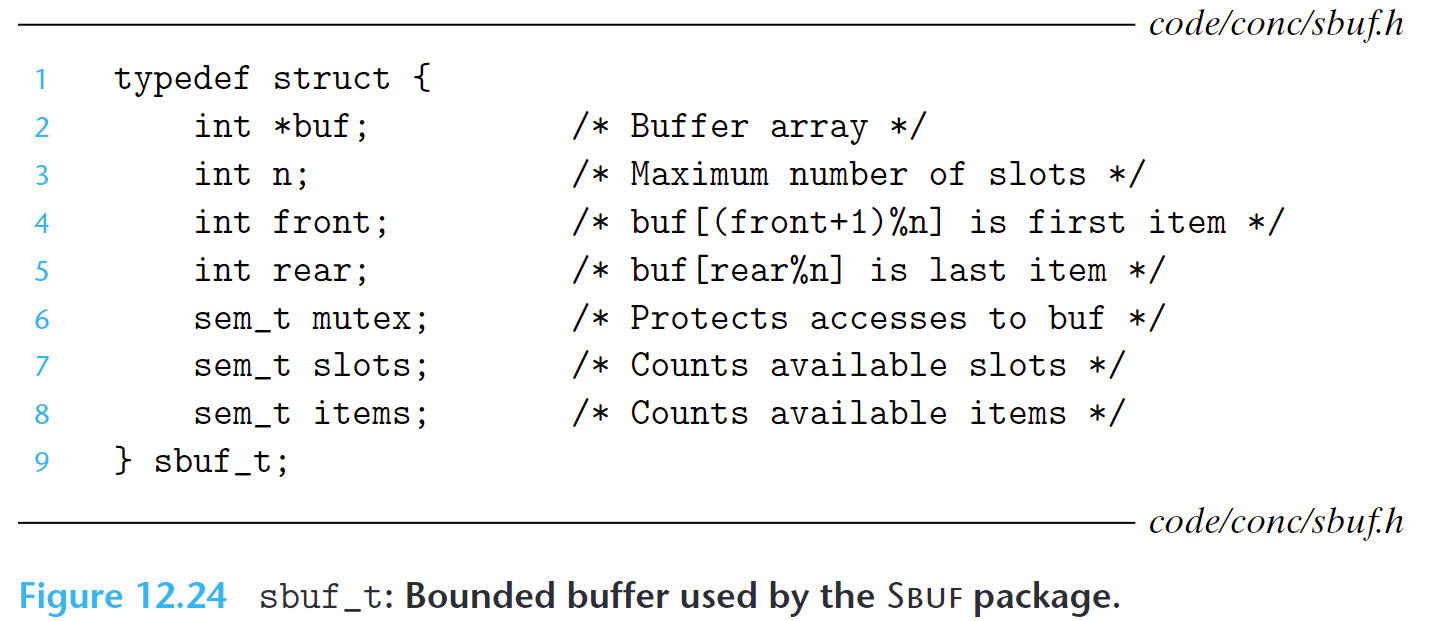 code/conc/sbuf.h
1 typedef struct {
2 int *buf; /* Buffer array */
3 int n; /* Maximum number of slots */
4 int front; /* buf[(front+1)%n] is first item */
5 int rear; /* buf[rear%n] is last item */
6 sem_t mutex; /* Protects accesses to buf */
7 sem_t slots; /* Counts available slots */
8 sem_t items; /* Counts available items */
9 } sbuf_t;
code/conc/sbuf.h
Figure 12.24 sbuf_t: Bounded buffer used by the SBUF package.